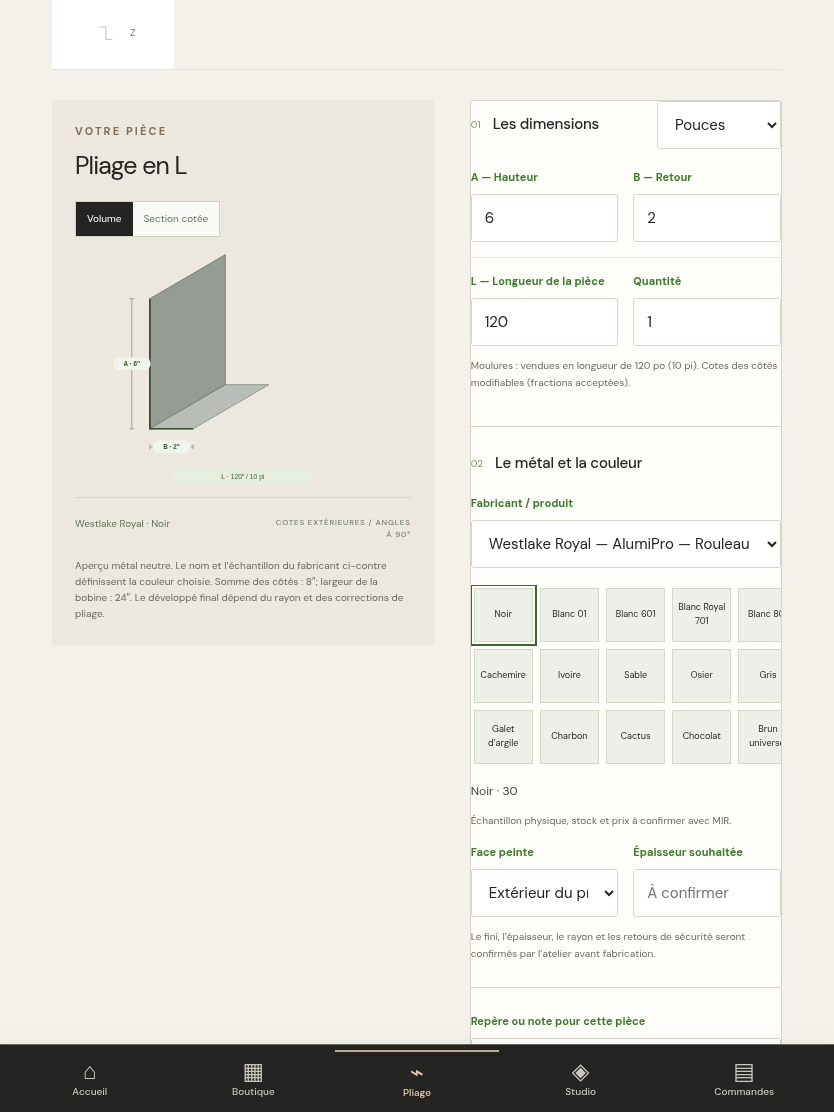 Z
VOTRE PIÈCE
Pliage en L
Volume
Section cotée
A · 6″
B · 2″
L · 120″ / 10 pi
Westlake Royal · Noir
COTES EXTÉRIEURES / ANGLES
À 90°
Aperçu métal neutre. Le nom et l’échantillon du fabricant ci-contre
définissent la couleur choisie. Somme des côtés : 8″; largeur de la
bobine : 24″. Le développé final dépend du rayon et des corrections de
pliage.
01 Les dimensions
Pouces
A — Hauteur
B — Retour
6
2
L — Longueur de la pièce
Quantité
120
1
Moulures : vendues en longueur de 120 po (10 pi). Cotes des côtés
modifiables (fractions acceptées).
02 Le métal et la couleur
Fabricant / produit
Westlake Royal — AlumiPro — Rouleau
Noir
Blanc 01
Blanc 601
Blanc Royal
701
Blanc
Cachemire
Ivoire
Sable
Osier
Gris
Galet
d’argile
Charbon
Cactus
Chocolat
Brun
Noir · 30
Échantillon physique, stock et prix à confirmer avec MIR.
Face peinte
Épaisseur souhaitée
Extérieur du
À confirmer
Le fini, l’épaisseur, le rayon et les retours de sécurité seront
confirmés par l’atelier avant fabrication.
Repère ou note pour cette pièce
Accueil
Boutique
Pliage
Studio
Commandes